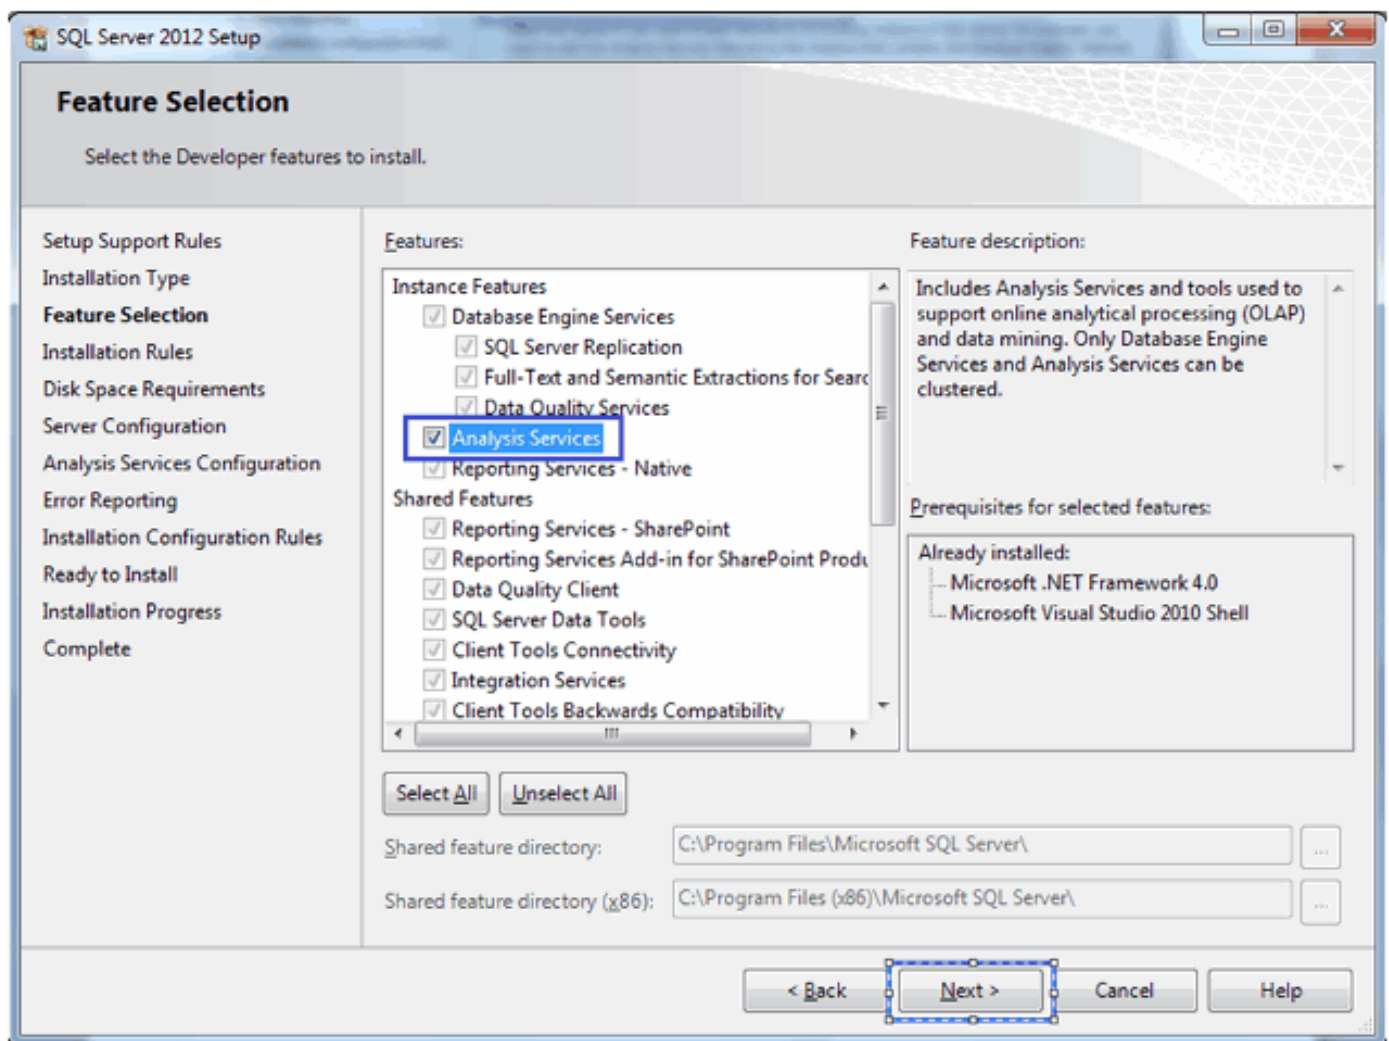 SQL Server 2012 Setup
Feature Selection
Select the Developer features to install.
Setup Support Rules
Installation Type
Feature Selection
Installation Rules
Disk Space Requirements
Server Configuration
Analysis Services Configuration
Error Reporting
Installation Configuration Rules
Ready to Install
Installation Progress
Complete
Features:
Instance Features
Database Engine Services
SQL Server Replication
Full-Text and Semantic Extractions for Searc
Data Quality Services
Analysis Services
Reporting Services - Native
Shared Features
Reporting Services - SharePoint
Reporting Services Add-in for SharePoint Produ
Data Quality Client
SQL Server Data Tools
Client Tools Connectivity
Integration Services
Client Tools Backwards Compatibility
Feature description:
Includes Analysis Services and tools used to
support online analytical processing (OLAP)
and data mining. Only Database Engine
Services and Analysis Services can be
clustered.
Prerequisites for selected features:
Already installed:
Microsoft .NET Framework 4.0
Microsoft Visual Studio 2010 Shell
Select All
Unselect All
Shared feature directory:
C:\Program Files\Microsoft SQL Server\
...
Shared feature directory (x86):
C:\Program Files (x86)\Microsoft SQL Server\
...
< Back
Next >
Cancel
Help